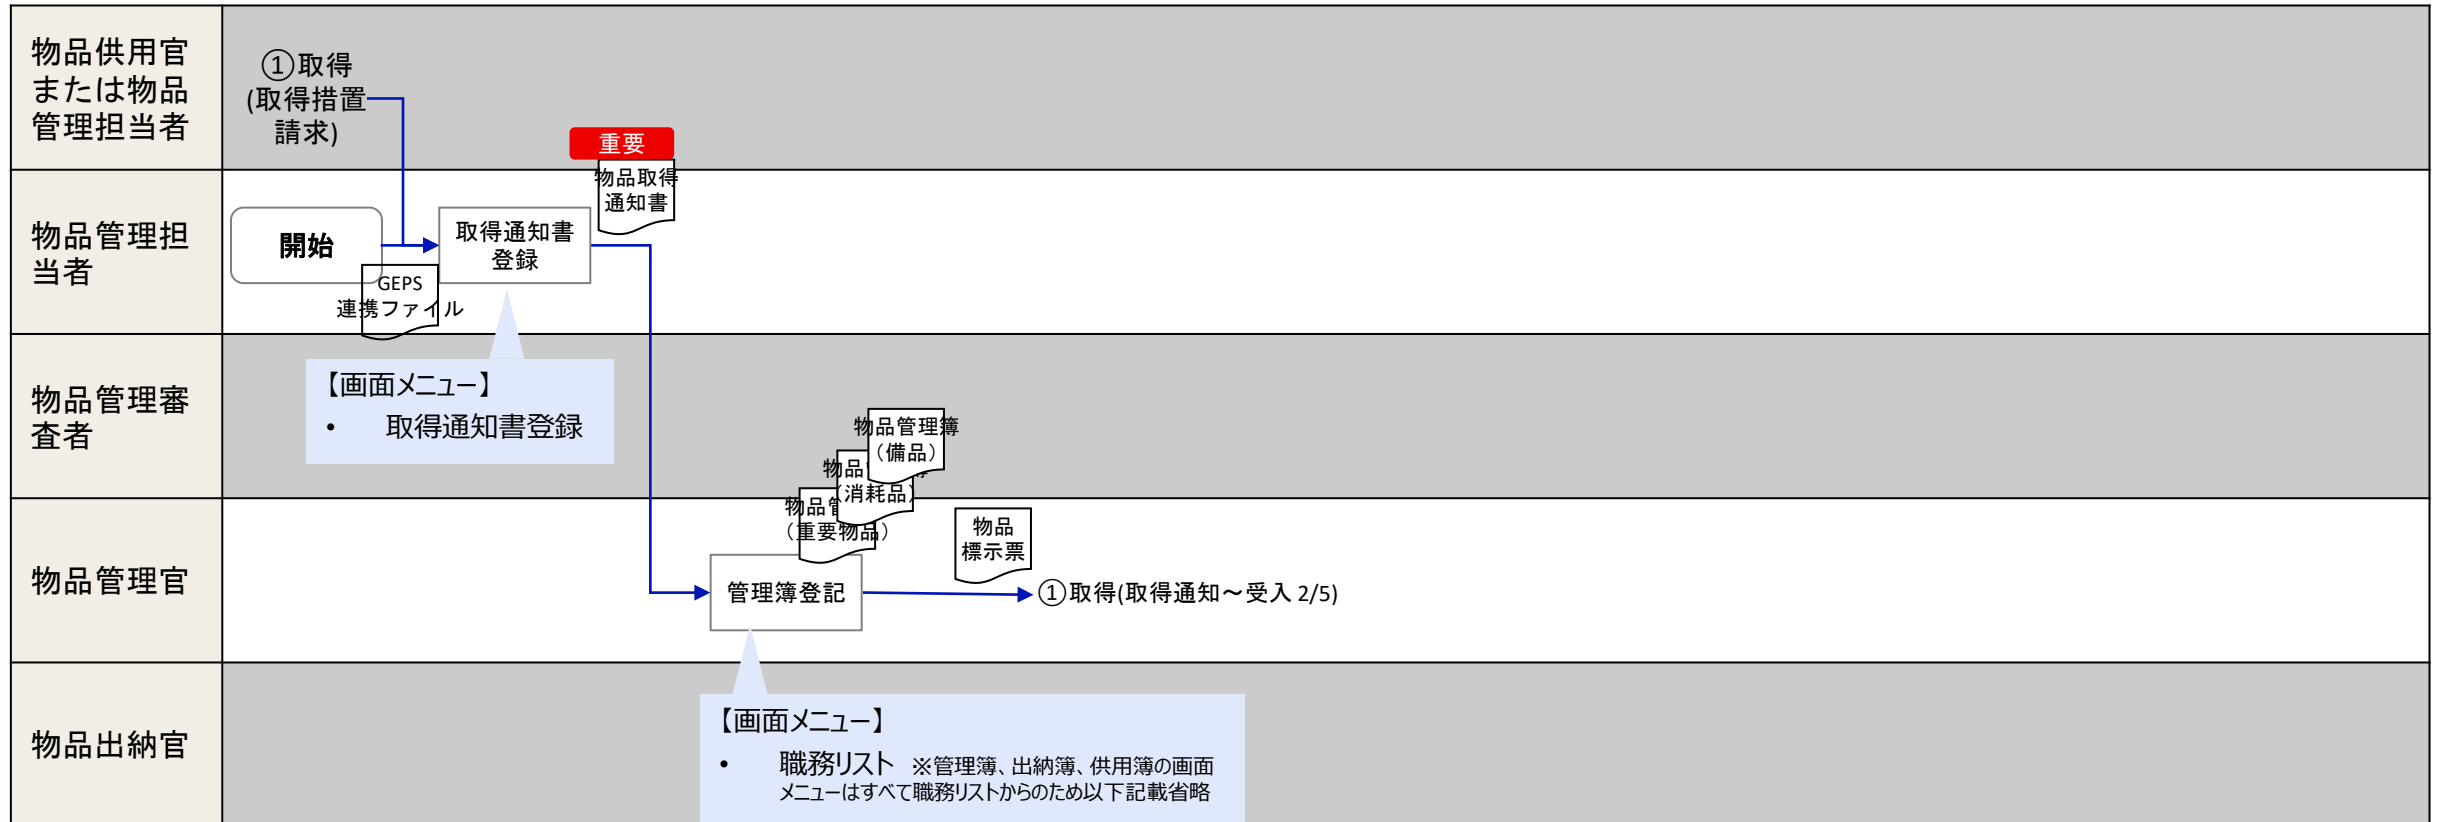 物品供用官
または物品
管理担当者
①取得
(取得措置
請求)
重要
物品取得
通知書
物品管理担
当者
開始
取得通知書
登録
GEPS
連携ファイル
物品管理審
査者
【画面メニュー】
• 取得通知書登録
物品管理簿
（備品）
物品
（消耗品）
物品管
（重要物品）
物品管理官
物品
標示票
管理簿登記
①取得(取得通知～受入 2/5)
物品出納官
【画面メニュー】
• 職務リスト ※管理簿、出納簿、供用簿の画面
メニューはすべて職務リストからのため以下記載省略